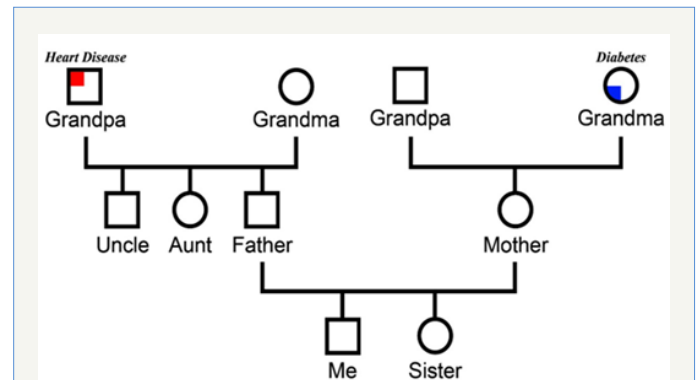 Heart Disease
Diabetes
Grandpa Grandma Grandpa Grandma
Uncle Aunt Father Mother
Me Sister